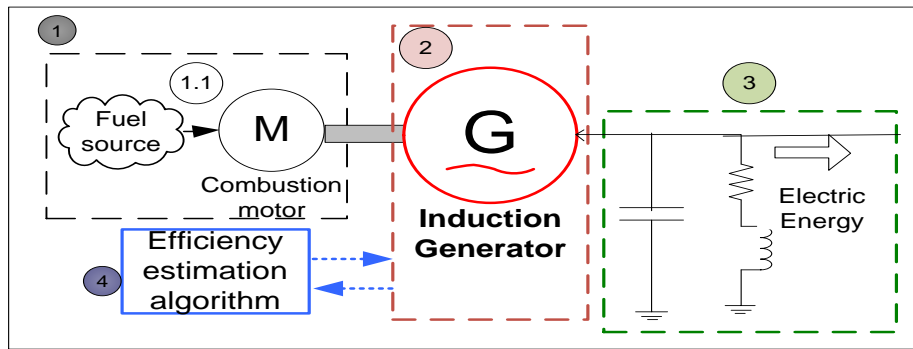 1
1.1
Fuel
source
M
Combustion
motor
2
G
Induction
Generator
3
Electric
Energy
4
Efficiency
estimation
algorithm